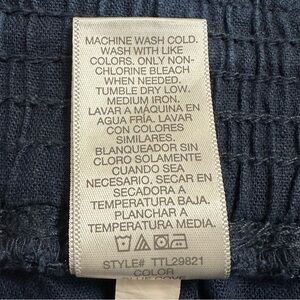 MACHINE WASH COLD.
WASH WITH LIKE
COLORS. ONLY NON-
CHLORINE BLEACH
WHEN NEEDED.
TUMBLE DRY LOW.
MEDIUM IRON.
LAVAR A MÁQUINA EN
AGUA FRÍA. LAVAR
CON COLORES
SIMILARES.
BLANQUEADOR SIN
CLORO SOLAMENTE
CUANDO SEA
NECESARIO. SECAR EN
SECADORA A
TEMPERATURA BAJA.
PLANCHAR A
TEMPERATURA MEDIA.
STYLE# TTL29821
COLOR